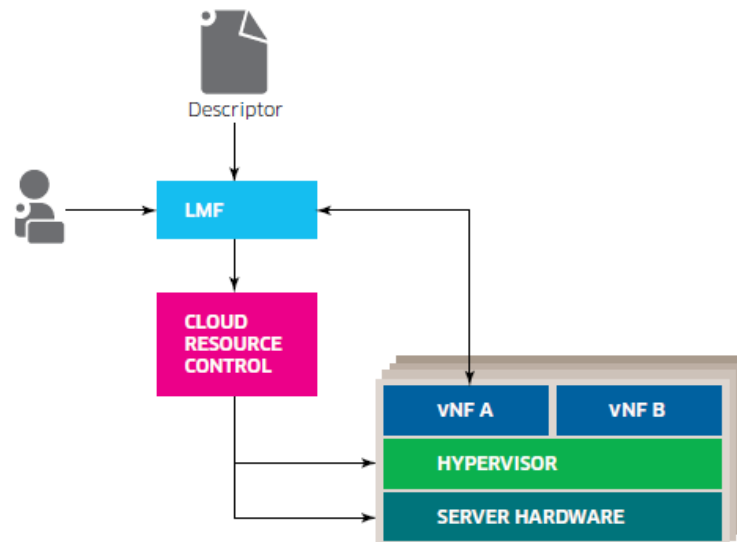 Descriptor
LMF
CLOUD
RESOURCE
CONTROL
vNF A
vNF B
HYPERVISOR
SERVER HARDWARE